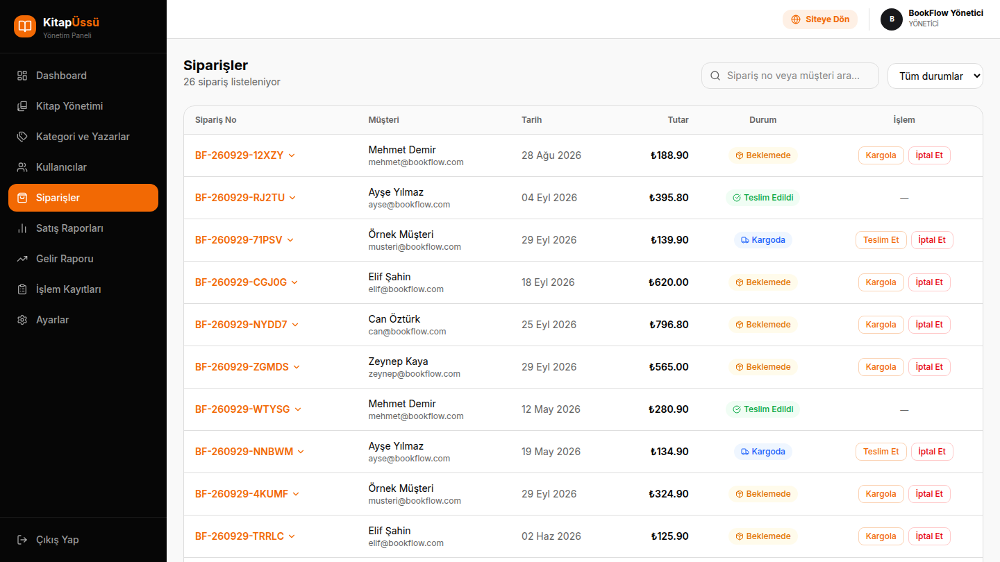 KitapÜssü
Yönetim Paneli
Dashboard
Kitap Yönetimi
Kategori ve Yazarlar
Kullanıcılar
Siparişler
Satış Raporları
Gelir Raporu
İşlem Kayıtları
Ayarlar
Çıkış Yap
Siteye Dön
B
BookFlow Yönetici
YÖNETİCİ
Siparişler
26 sipariş listeleniyor
Sipariş no veya müşteri ara...
Tüm durumlar
Sipariş No Müşteri Tarih Tutar Durum İşlem
BF-260929-12XZY Mehmet Demir 28 Ağu 2026 ₺188.90 Beklemede Kargola İptal Et
mehmet@bookflow.com
BF-260929-RJ2TU Ayşe Yılmaz 04 Eyl 2026 ₺395.80 Teslim Edildi —
ayse@bookflow.com
BF-260929-71PSV Örnek Müşteri 29 Eyl 2026 ₺139.90 Kargoda Teslim Et İptal Et
musteri@bookflow.com
BF-260929-CGJ0G Elif Şahin 18 Eyl 2026 ₺620.00 Beklemede Kargola İptal Et
elif@bookflow.com
BF-260929-NYDD7 Can Öztürk 25 Eyl 2026 ₺796.80 Beklemede Kargola İptal Et
can@bookflow.com
BF-260929-ZGMDS Zeynep Kaya 29 Eyl 2026 ₺565.00 Beklemede Kargola İptal Et
zeynep@bookflow.com
BF-260929-WTYSG Mehmet Demir 12 May 2026 ₺280.90 Teslim Edildi —
mehmet@bookflow.com
BF-260929-NNBWM Ayşe Yılmaz 19 May 2026 ₺134.90 Kargoda Teslim Et İptal Et
ayse@bookflow.com
BF-260929-4KUMF Örnek Müşteri 29 Eyl 2026 ₺324.90 Beklemede Kargola İptal Et
musteri@bookflow.com
BF-260929-TRRLC Elif Şahin 02 Haz 2026 ₺125.90 Beklemede Kargola İptal Et
elif@bookflow.com